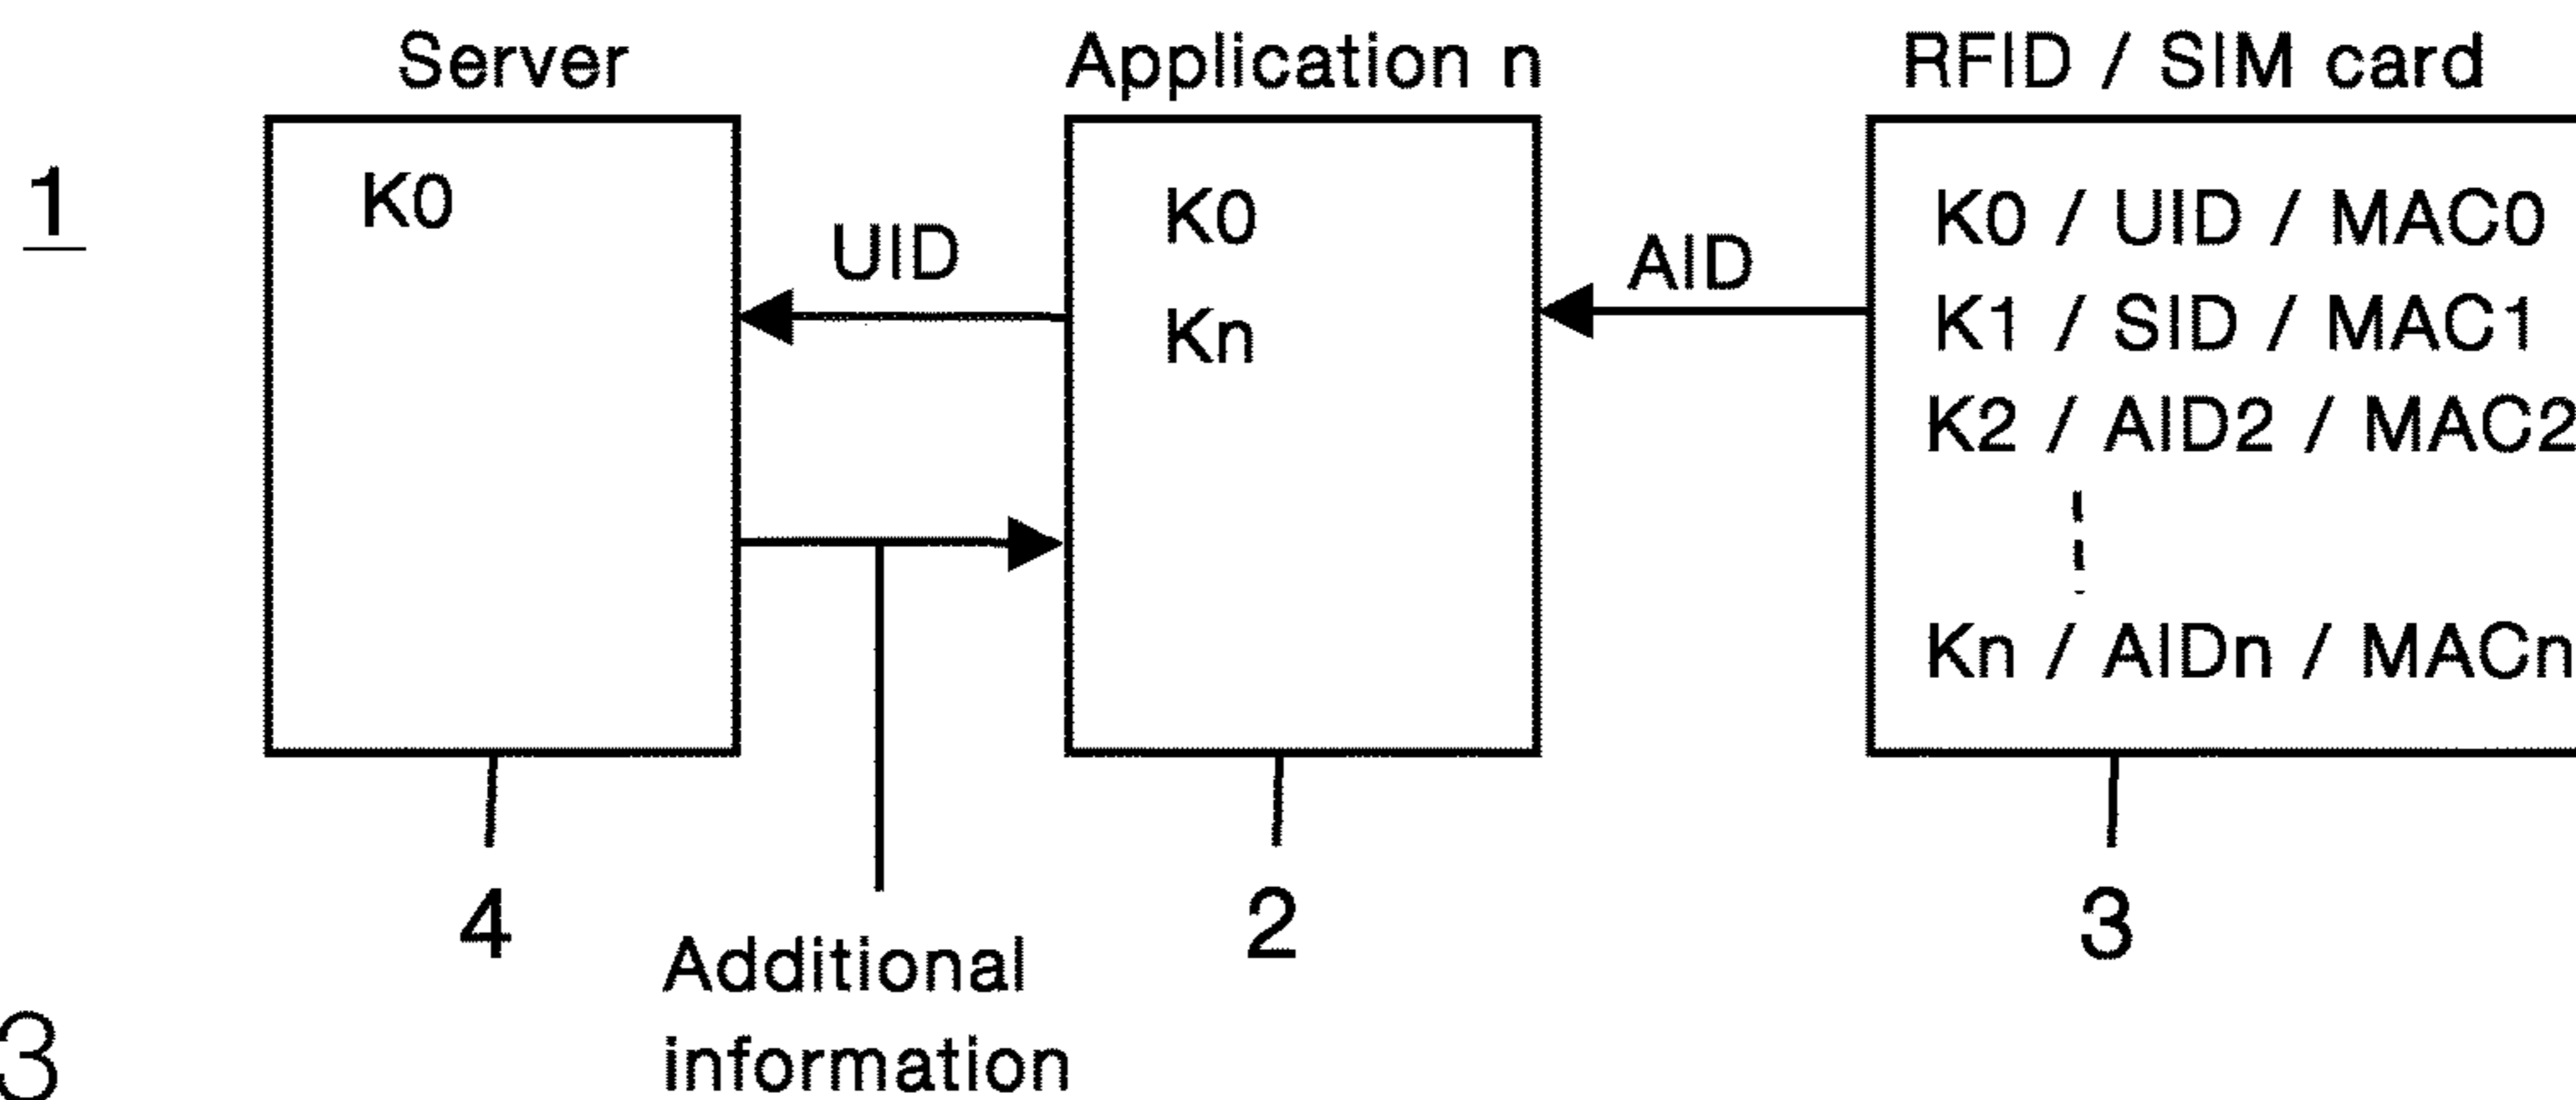 Server
Application n
RFID / SIM card
1
K0
UID
K0
Kn
AID
K0 / UID / MAC0
K1 / SID / MAC1
K2 / AID2 / MAC2
Kn / AIDn / MACn
4
2
3
Additional
information
3